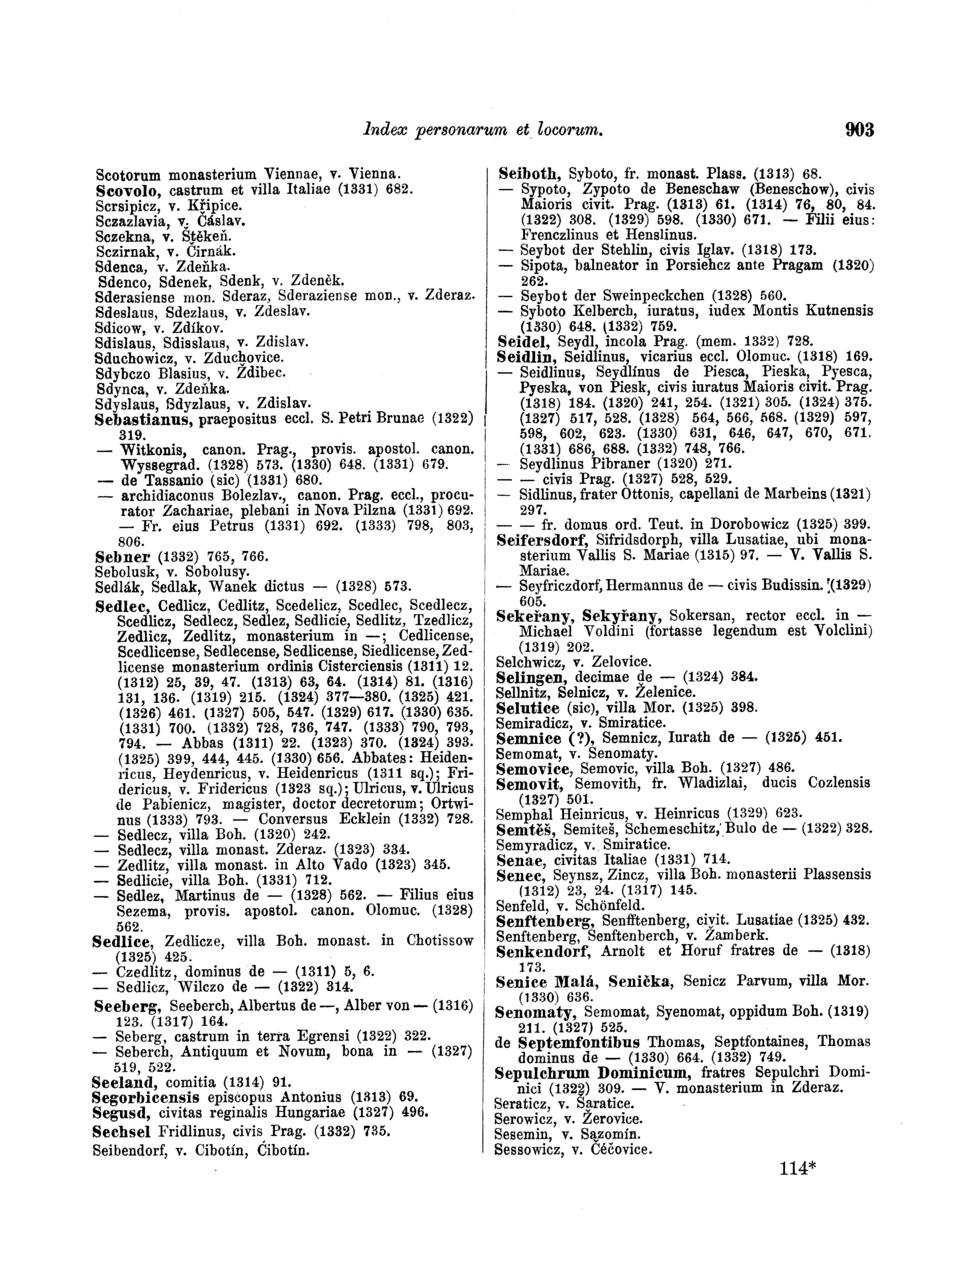 Index personarum et locorum.
903
Scotorum monasterium Viennae, v. Vienna.
Scovolo, castrum et villa Italiae (1331) 682.
Scrsipicz, v. Křipice.
Sczazlavia, v. Čáslav.
Sczekna, v. Štěkeň.
Sczirnak, v. Čirnák.
Sdenca, v. Zdeňka.
Sdenco, Sdenek, Sdenk, v. Zdeněk.
Sderasiense mon. Sderaz, Sderaziense mon., v. Zderaz.
Sdeslaus, Sdezlaus, v. Zdeslav.
Sdicow, v. Zdíkov.
Sdislaus, Sdisslaus, v. Zdislav.
Sduchowicz, v. Zduchovice.
Sdybczo Blasius, v. Ždibec.
Sdynca, v. Zdeňka.
Sdyslaus, Sdyzlaus, v. Zdislav.
Sebastianus, praepositus eccl. S. Petri Brunae (1322)
319.
— Witkonis, canon. Prag., provis. apostol. canon.
Wyssegrad. (1328) 573. (1330) 648. (1331) 679.
— de Tassanio (sic) (1331) 680.
— archidiaconus Bolezlav., canon. Prag. eccl., procu-
rator Zachariae, plebani in Nova Pilzna (1331) 692.
— Fr. eius Petrus (1331) 692. (1333) 798, 803,
806.
Sebner (1332) 765, 766.
Sebolusk, v. Sobolusy.
Sedlák, Sedlak, Wanek dictus — (1328) 573.
Sedlec, Cedlicz, Cedlitz, Scedelicz, Scedlec, Scedlecz,
Scedlicz, Sedlecz, Sedlez, Sedlicie, Sedlitz, Tzedlicz,
Zedlicz, Zedlitz, monasterium in —; Cedlicense,
Scedlicense, Sedlecense, Sedlicense, Siedlicense, Zed-
license monasterium ordinis Cisterciensis (1311) 12.
(1312) 25, 39, 47. (1313) 63, 64. (1314) 81. (1316)
131, 136. (1319) 215. (1324) 377—380. (1325) 421.
(1326) 461. (1327) 505, 547. (1329) 617. (1330) 635.
(1331) 700. (1332) 728, 736, 747. (1333) 790, 793,
794. — Abbas (1311) 22. (1323) 370. (1324) 393.
(1325) 399, 444, 445. (1330) 656. Abbates: Heiden-
ricus, Heydenricus, v. Heidenricus (1311 sq.); Fri-
dericus, v. Fridericus (1323 sq.); Ulricus, v. Ulricus
de Pabienicz, magister, doctor decretorum; Ortwi-
nus (1333) 793. — Conversus Ecklein (1332) 728.
— Sedlecz, villa Boh. (1320) 242.
— Sedlecz, villa monast. Zderaz. (1323) 334.
— Zedlitz, villa monast. in Alto Vado (1323) 345.
— Sedlicie, villa Boh. (1331) 712.
— Sedlez, Martinus de — (1328) 562. — Filius eius
Sezema, provis. apostol. canon. Olomuc. (1328)
562.
Sedlice, Zedlicze, villa Boh. monast. in Chotissow
(1325) 425.
— Czedlitz, dominus de — (1311) 5, 6.
— Sedlicz, Wilczo de — (1322) 314.
Seeberg, Seeberch, Albertus de —, Alber von — (1316)
123. (1317) 164.
— Seberg, castrum in terra Egrensi (1322) 322.
— Seberch, Antiquum et Novum, bona in — (1327)
519, 522.
Seeland, comitia (1314) 91.
Segorbicensis episcopus Antonius (1313) 69.
Segusd, civitas reginalis Hungariae (1327) 496.
Sechsel Fridlinus, civis Prag. (1332) 735.
Seibendorf, v. Cibotín, Ćibotín.
Seiboth, Syboto, fr. monast. Plass. (1313) 68.
— Sypoto, Zypoto de Beneschaw (Beneschow), civis
Maioris civit. Prag. (1313) 61. (1314) 76, 80, 84.
(1322) 308. (1329) 598. (1330) 671. — Filii eius:
Frenczlinus et Henslinus.
— Seybot der Stehlin, civis Iglav. (1318) 173.
— Sipota, balneator in Porsiehcz ante Pragam (1320)
262.
— Seybot der Sweinpeckchen (1328) 560.
— Syboto Kelberch, iuratus, iudex Montis Kutnensis
(1330) 648. (1332) 759.
Seidel, Seydl, incola Prag. (mem. 1332) 728.
Seidlin, Seidlinus, vicarius eccl. Olomuc. (1318) 169.
— Seidlinus, Seydlínus de Piesca, Pieska, Pyesca,
Pyeska, von Piesk, civis iuratus Maioris civit. Prag.
(1318) 184. (1320) 241, 254. (1321) 305. (1324) 375.
(1327) 517, 528. (1328) 564, 566, 568. (1329) 597,
598, 602, 623. (1330) 631, 646, 647, 670, 671.
(1331) 686, 688. (1332) 748, 766.
— Seydlinus Pibraner (1320) 271.
— — civis Prag. (1327) 528, 529.
— Sidlinus, frater Ottonis, capellani de Marbeins (1321)
297.
— — fr. domus ord. Teut. in Dorobowicz (1325) 399.
Seifersdorf, Sifridsdorph, villa Lusatiae, ubi mona-
sterium Vallis S. Mariae (1315) 97. — V. Vallis S.
Mariae.
— Seyfriczdorf, Hermannus de — civis Budissin. (1329)
605.
Sekeřany, Sekyřany, Sokersan, rector eccl. in —
Michael Voldini (fortasse legendum est Volclini)
(1319) 202.
Selchwicz, v. Zelovice.
Selingen, decimae de — (1324) 384.
Sellnitz, Selnicz, v. Želenice.
Selutice (sic), villa Mor. (1325) 398.
Semiradicz, v. Smiratice.
Semnice (?), Semnicz, Iurath de — (1325) 451.
Semomat, v. Senomaty.
Semovice, Semovic, villa Boh. (1327) 486.
Semovit, Semovith, fr. Wladizlai, ducis Cozlensis
(1327) 501.
Semphal Heinricus, v. Heinricus (1329) 623.
Semtěš, Semiteš, Schemeschitz, Bulo de — (1322) 328.
Semyradicz, v. Smiratice.
Senae, civitas Italiae (1331) 714.
Senec, Seynsz, Zincz, villa Boh. monasterii Plassensis
(1312) 23, 24. (1317) 145.
Senfeld, v. Schönfeld.
Senftenberg, Senfftenberg, civit. Lusatiae (1325) 432.
Senftenberg, Senftenberch, v. Žamberk.
Senkendorf, Arnolt et Horuf fratres de — (1318)
173.
Senice Malá, Senička, Senicz Parvum, villa Mor.
(1330) 636.
Senomaty, Semomat, Syenomat, oppidum Boh. (1319)
211. (1327) 525.
de Septemfontibus Thomas, Septfontaines, Thomas
dominus de — (1330) 664. (1332) 749.
Sepulchrum Dominicum, fratres Sepulchri Domi-
nici (1322) 309. — V. monasterium in Zderaz.
Seraticz, v. Šaratice.
Serowicz, v. Žerovice.
Sesemin, v. Sązomín.
Sessowicz, v. Čéčovice.
114*